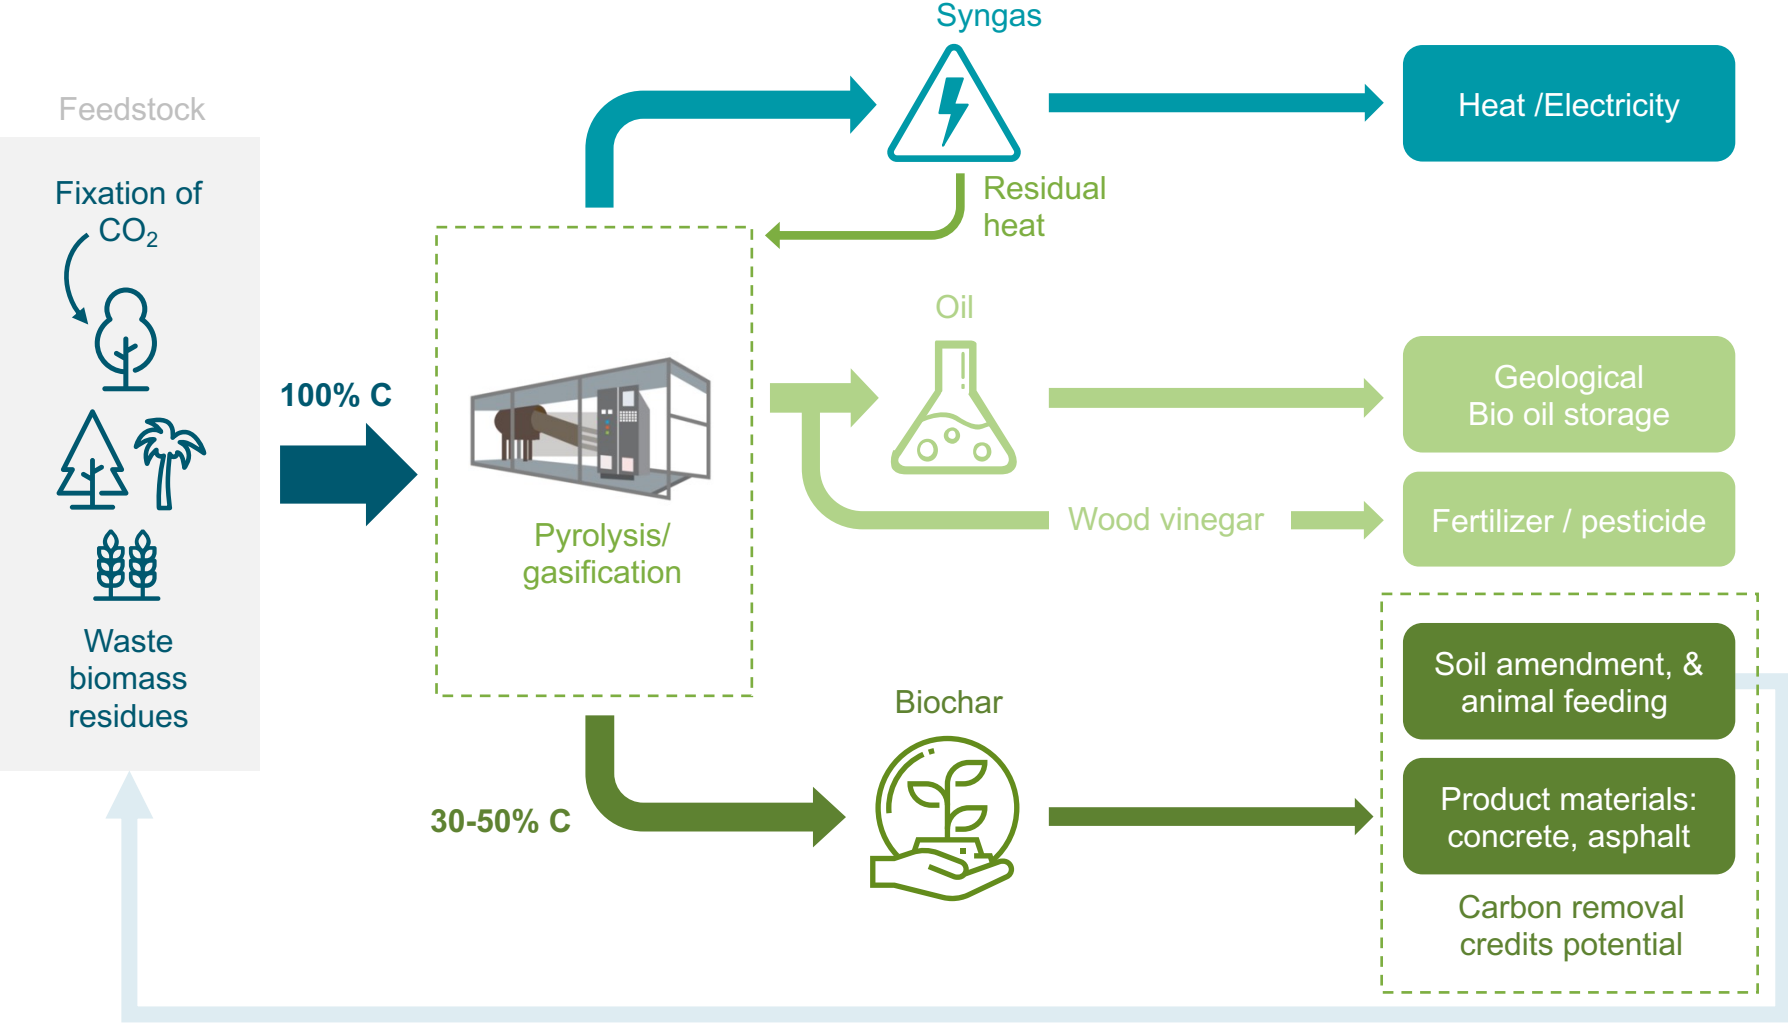 Syngas
Heat /Electricity
Feedstock
Fixation of
CO₂
Residual
heat
Oil
Geological
Bio oil storage
100% C
Wood vinegar
Fertilizer / pesticide
Pyrolysis/
gasification
Waste
biomass
residues
Soil amendment, &
animal feeding
Biochar
30-50% C
Product materials:
concrete, asphalt
Carbon removal
credits potential